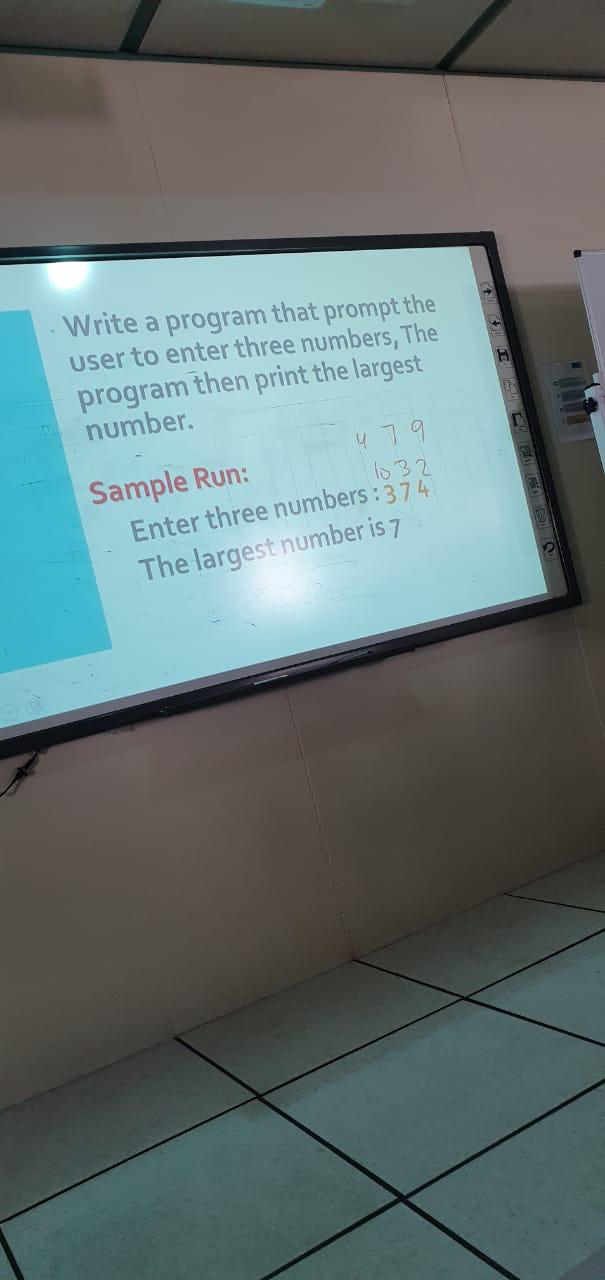 Write a program that prompt the
user to enter three numbers, The
program then print the largest
number.
4 7 9
10 3 2
Sample Run:
Enter three numbers : 3 7 4
The largest number is 7